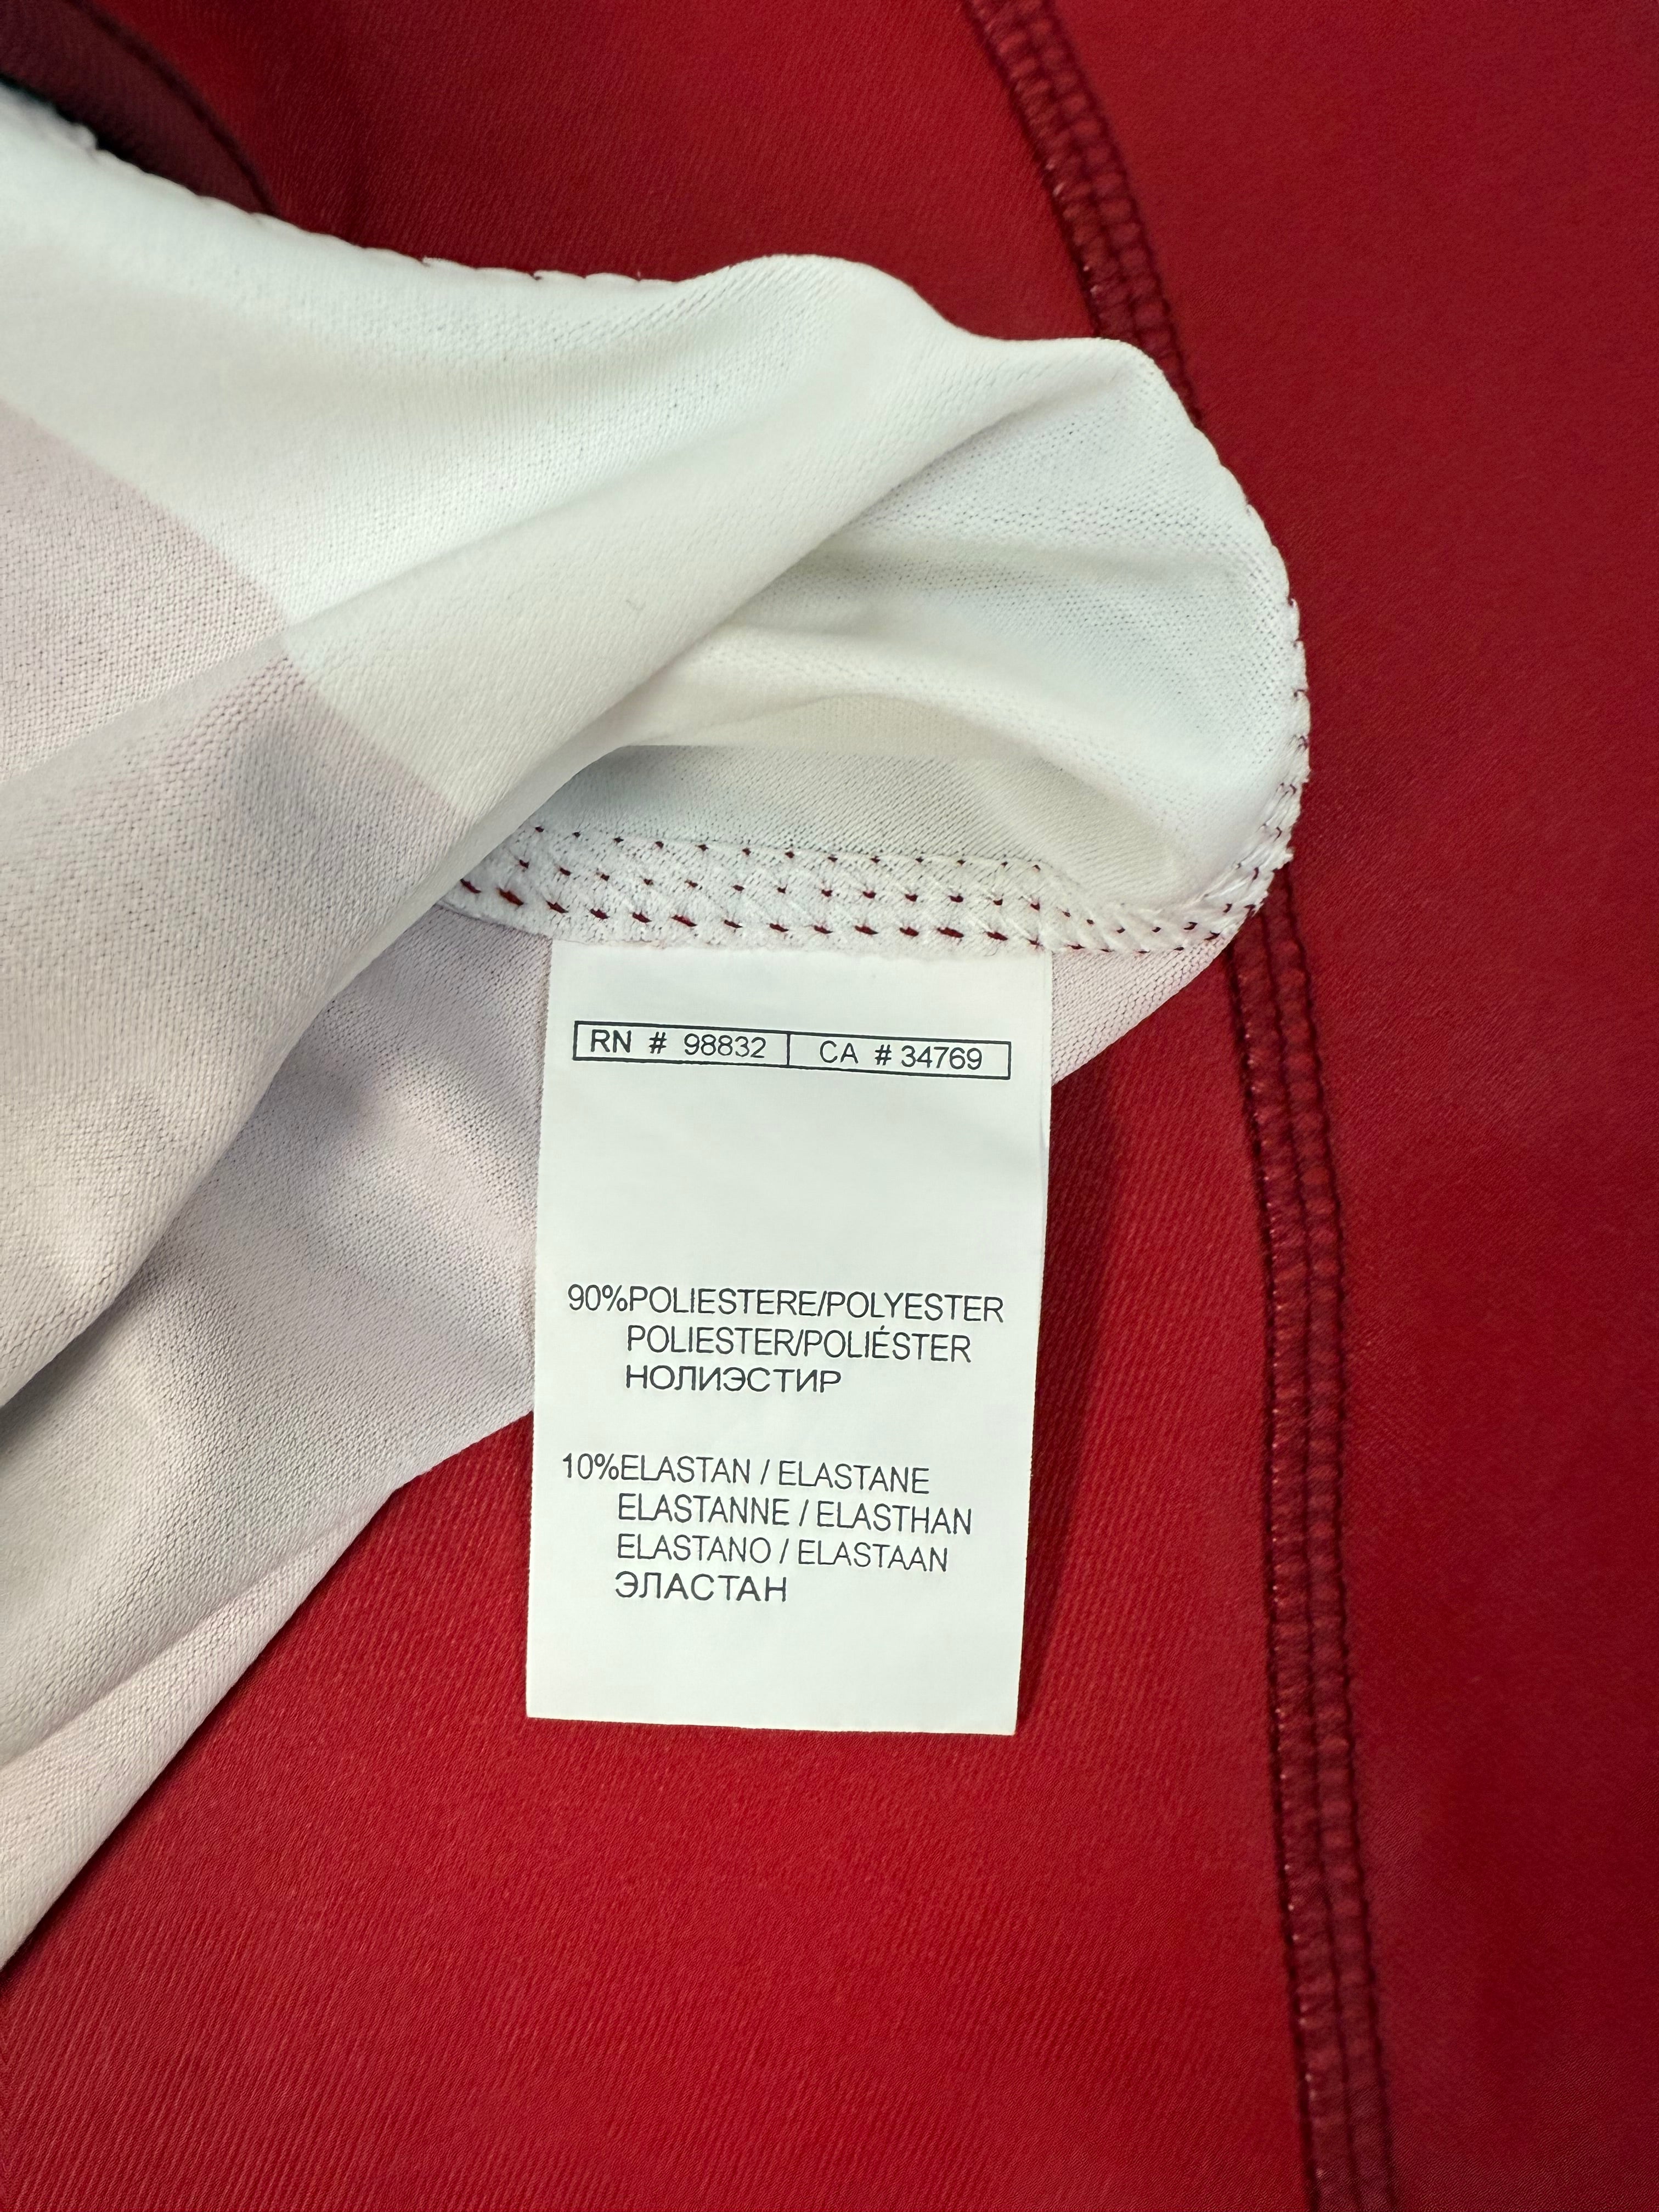 RN # 98832 CA # 34769
90%POLIESTERE/POLYESTER
POLIESTER/POLIÉSTER
НОЛИЭСТИР
10%ELASTAN / ELASTANE
ELASTANNE / ELASTHAN
ELASTANO / ELASTAAN
ЭЛАСТАН